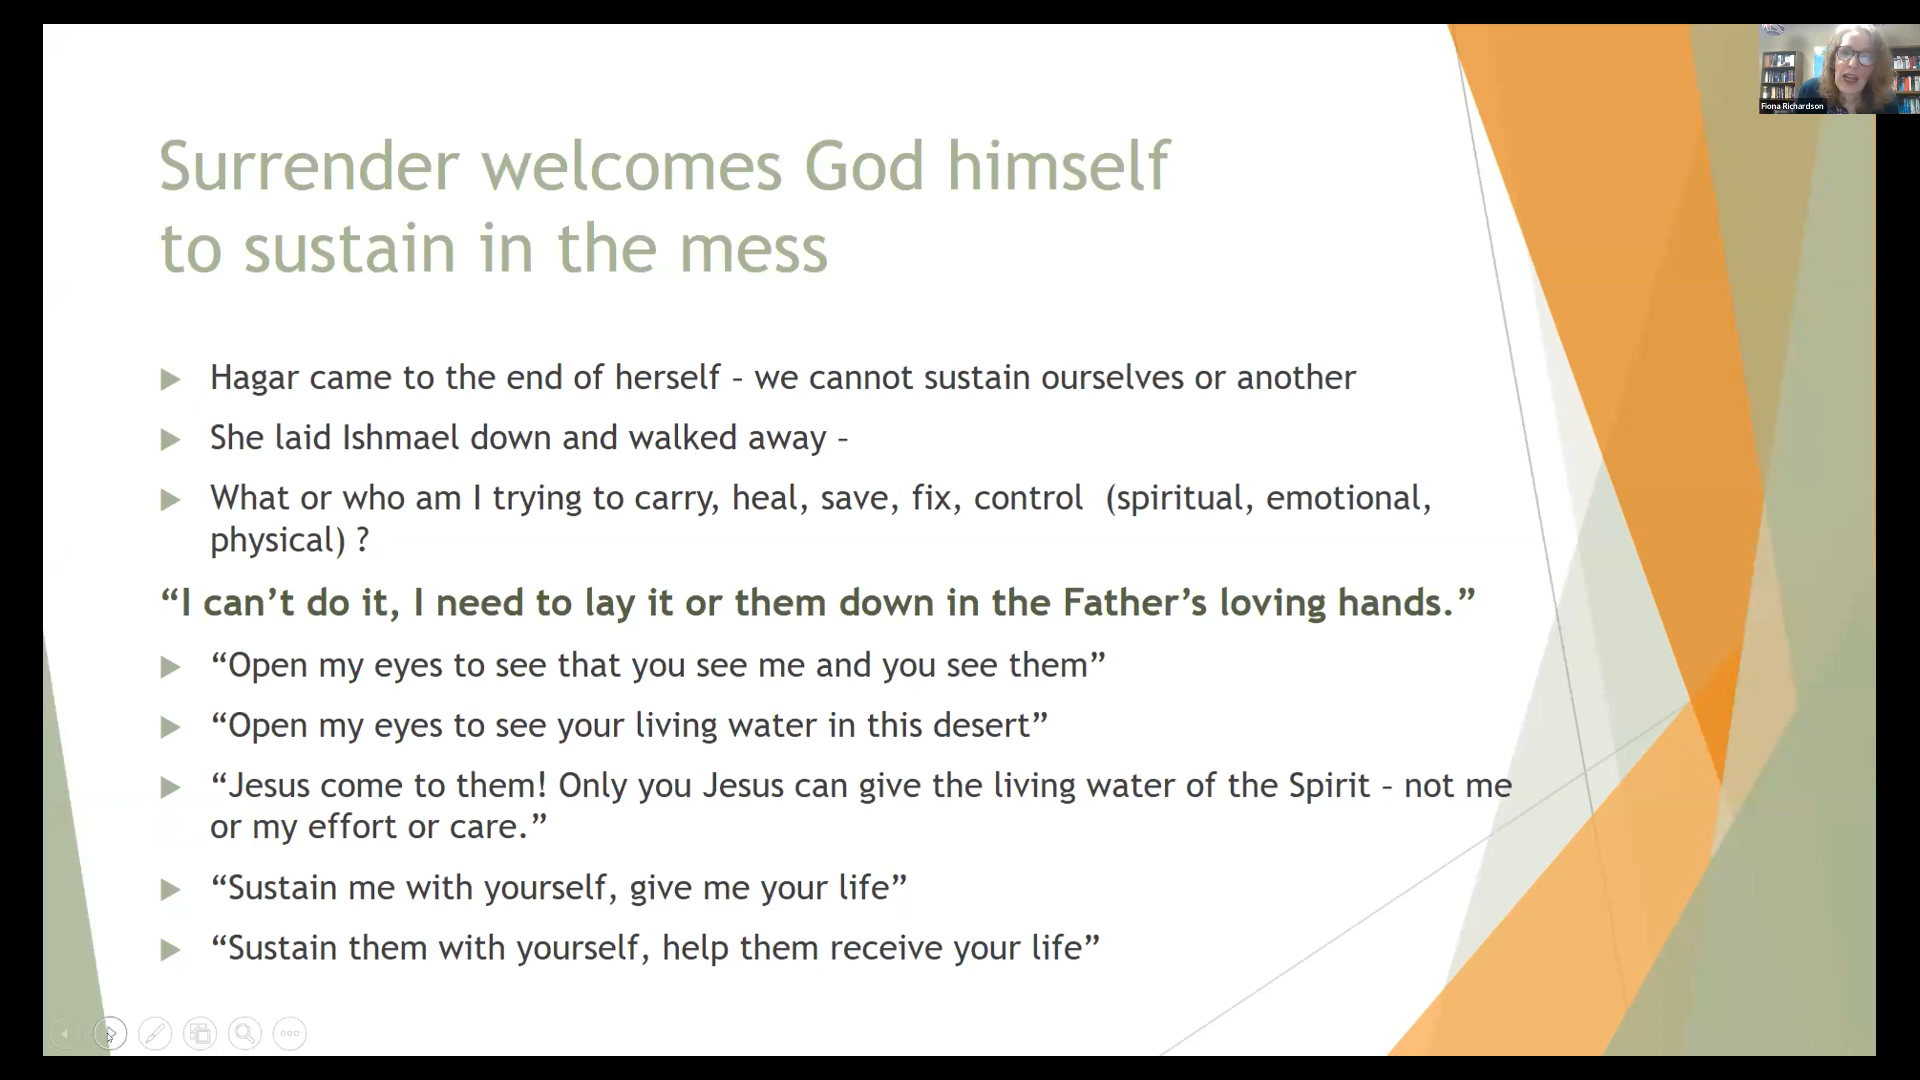 Fiona Richardson
Surrender welcomes God himself
to sustain in the mess
Hagar came to the end of herself – we cannot sustain ourselves or another
She laid Ishmael down and walked away –
What or who am I trying to carry, heal, save, fix, control (spiritual, emotional,
physical) ?
“I can’t do it, I need to lay it or them down in the Father’s loving hands.”
“Open my eyes to see that you see me and you see them”
“Open my eyes to see your living water in this desert”
“Jesus come to them! Only you Jesus can give the living water of the Spirit – not me
or my effort or care.”
“Sustain me with yourself, give me your life”
“Sustain them with yourself, help them receive your life”